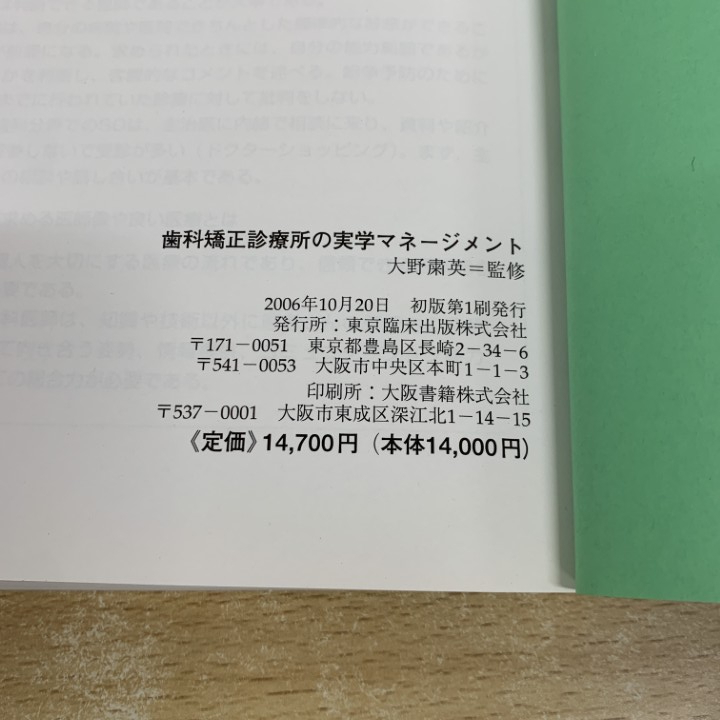 歯科矯正診療所の実学マネージメント
大野粛英＝監修
2006年10月20日　初版第1刷発行
発行所：東京臨床出版株式会社
〒171－0051　東京都豊島区長崎2－34－6
〒541－0053　大阪市中央区本町1－1－3
印刷所：大阪書籍株式会社
〒537－0001　大阪市東成区深江北1－14－15
《定価》14,700円（本体14,000円）